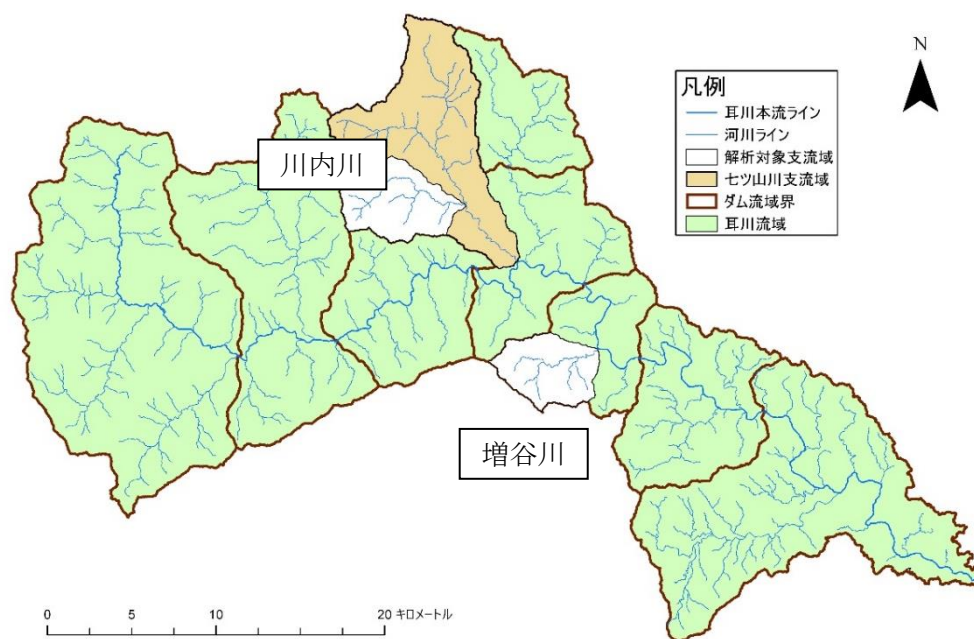 N
凡例
耳川本流ライン
河川ライン
解析対象支流域
七ツ山川支流域
ダム流域界
耳川流域
川内川
増谷川
0 5 10 20 キロメートル